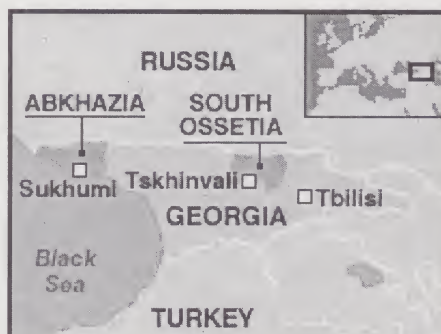 RUSSIA
ABKHAZIA
SOUTH
OSSETIA
Sukhumi
Tskhinvali
Tbilisi
GEORGIA
Black
Sea
TURKEY